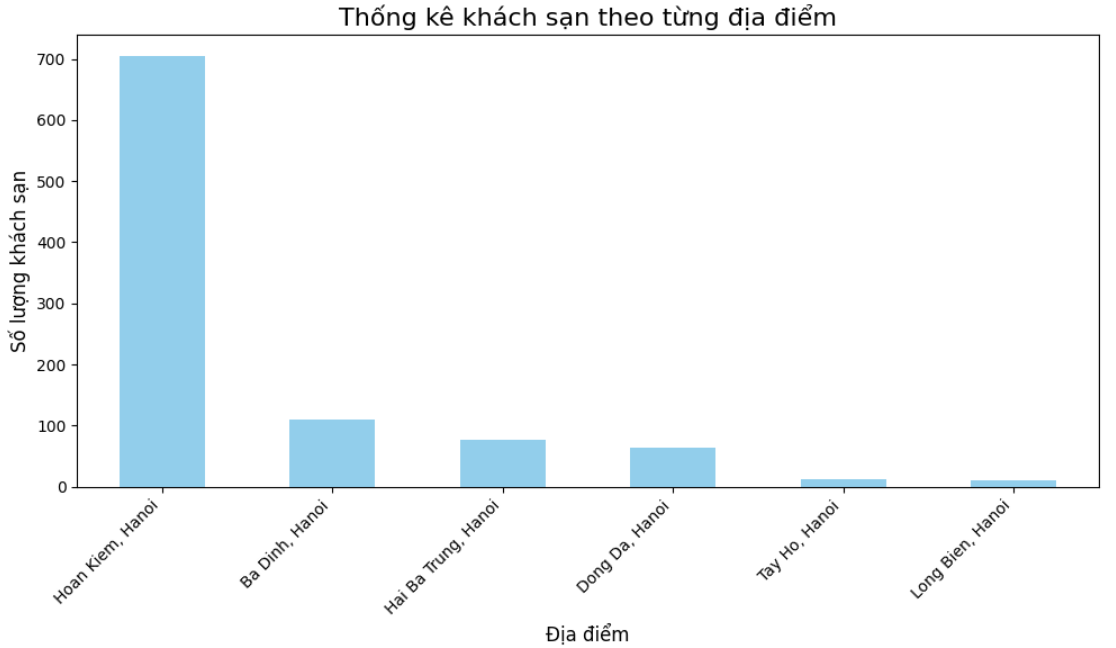 Thống kê khách sạn theo từng địa điểm
Số lượng khách sạn
700
600
500
400
300
200
100
0
Hoan Kiem, Hanoi
Ba Dinh, Hanoi
Hai Ba Trung, Hanoi
Dong Da, Hanoi
Tay Ho, Hanoi
Long Bien, Hanoi
Địa điểm